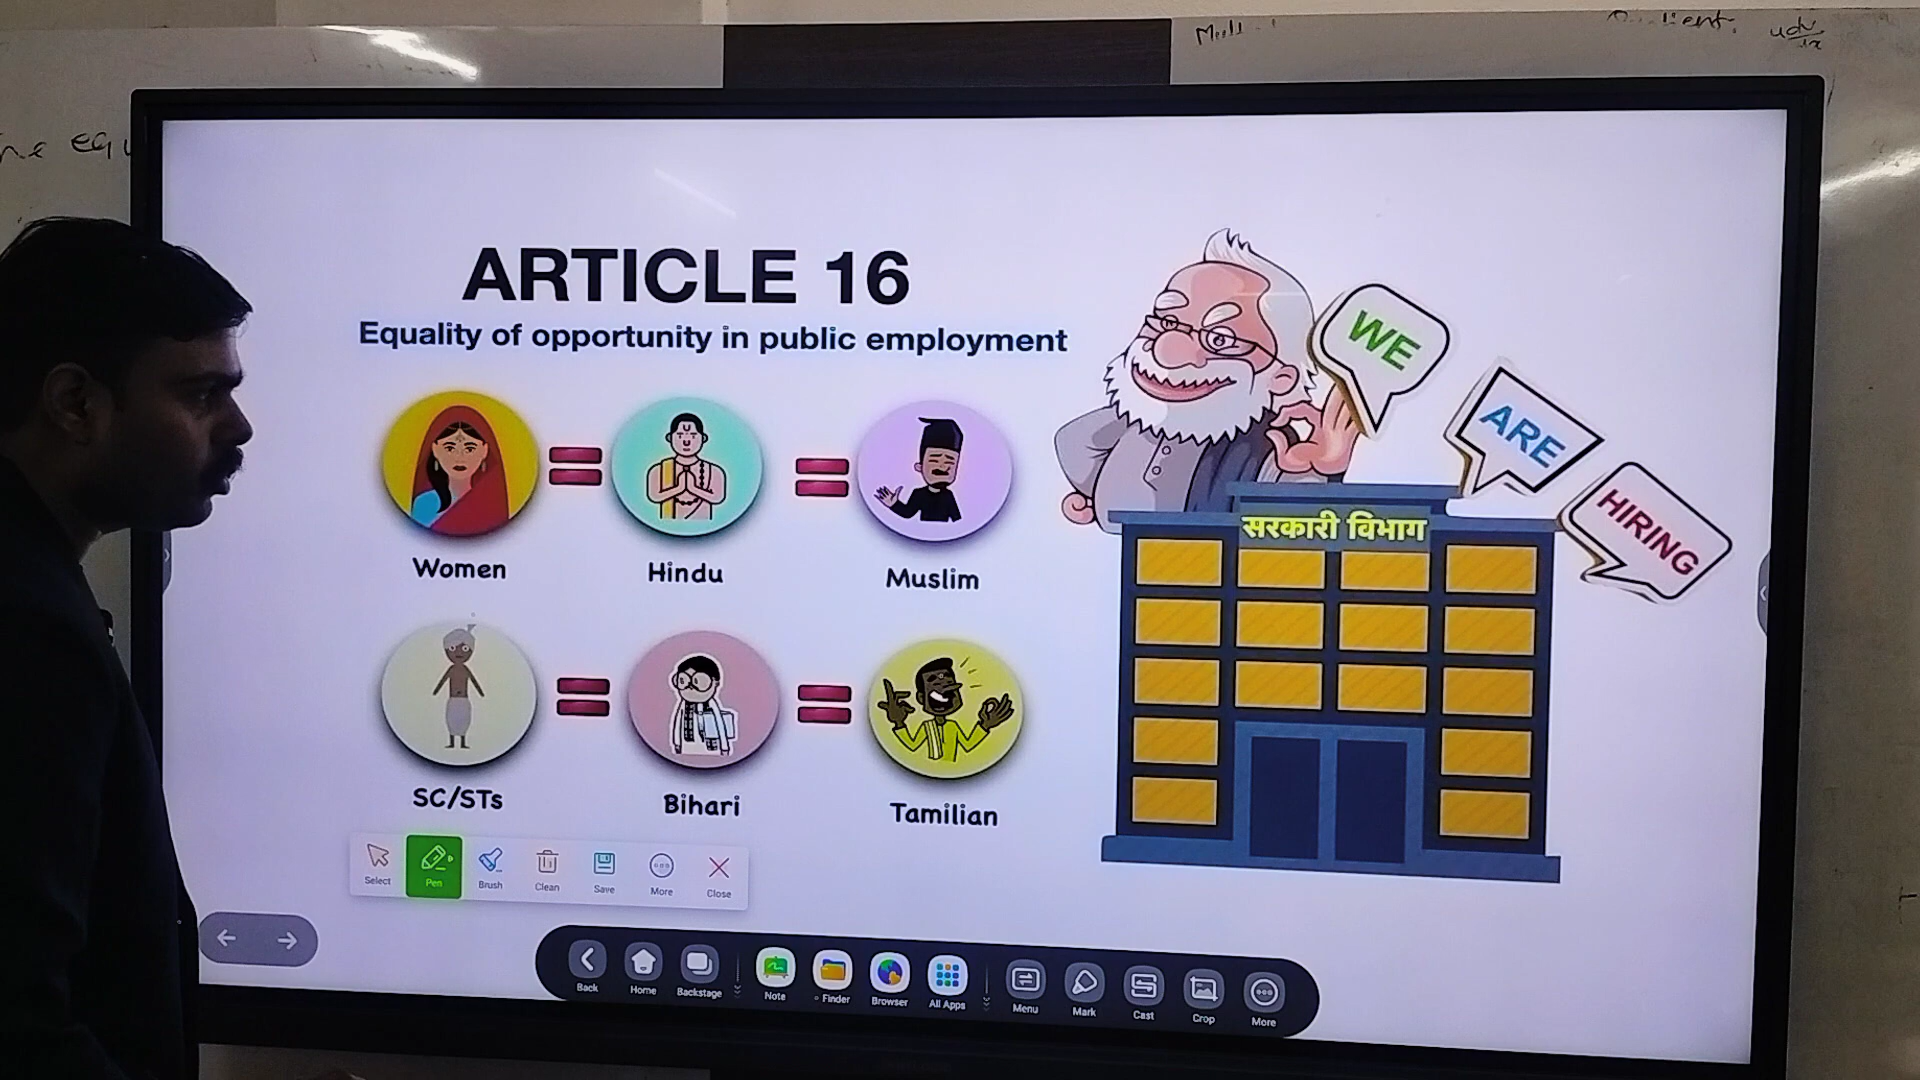 ARTICLE 16
Equality of opportunity in public employment
WE
ARE
HIRING
सरकारी विभाग
Women
Hindu
Muslim
SC/STs
Bihari
Tamilian
Select
Pen
Brush
Clean
Save
More
Close
Back
Home
Backstage
Note
Finder
Browser
All Apps
Menu
Mark
Cast
Crop
More